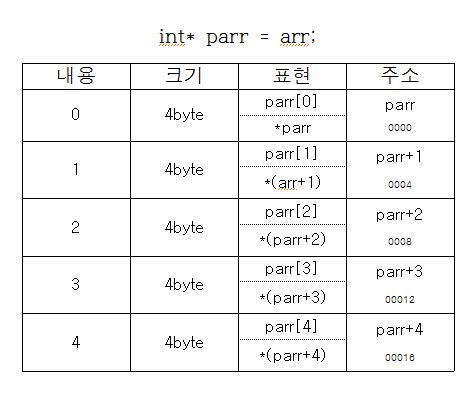 int* parr = arr;
내용 크기 표현 주소
0 4byte parr[0] parr
*parr 0000
1 4byte parr[1] parr+1
*(arr+1) 0004
2 4byte parr[2] parr+2
*(parr+2) 0008
3 4byte parr[3] parr+3
*(parr+3) 00012
4 4byte parr[4] parr+4
*(parr+4) 00016